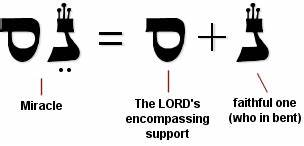 נ + ס = נֵס
Miracle
The LORD's
encompassing
support
faithful one
(who in bent)